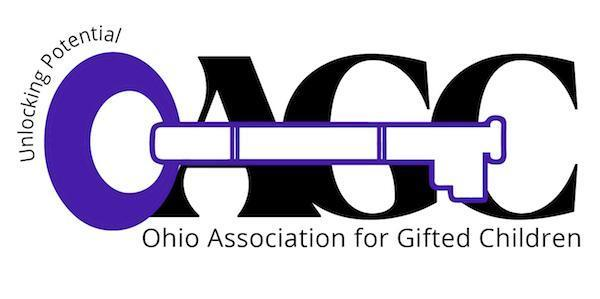 Unlocking Potential
OAGC
Ohio Association for Gifted Children